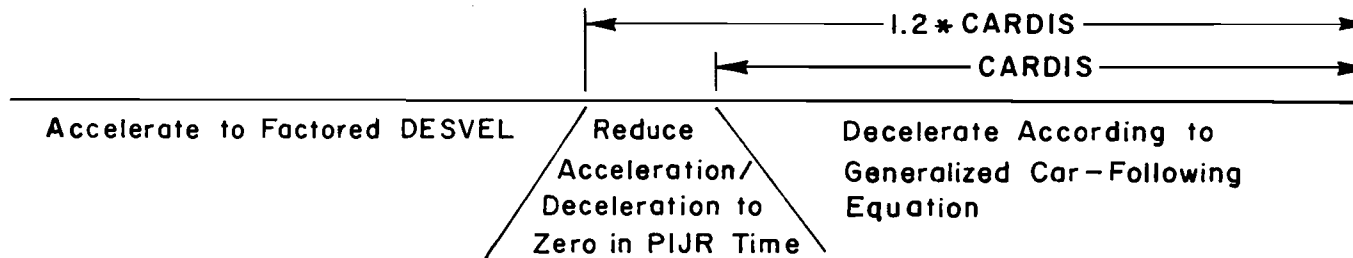 1.2 * CARDIS
CARDIS
Accelerate to Factored DESVEL
Reduce
Acceleration/
Deceleration to
Zero in PIJR Time
Decelerate According to
Generalized Car-Following
Equation